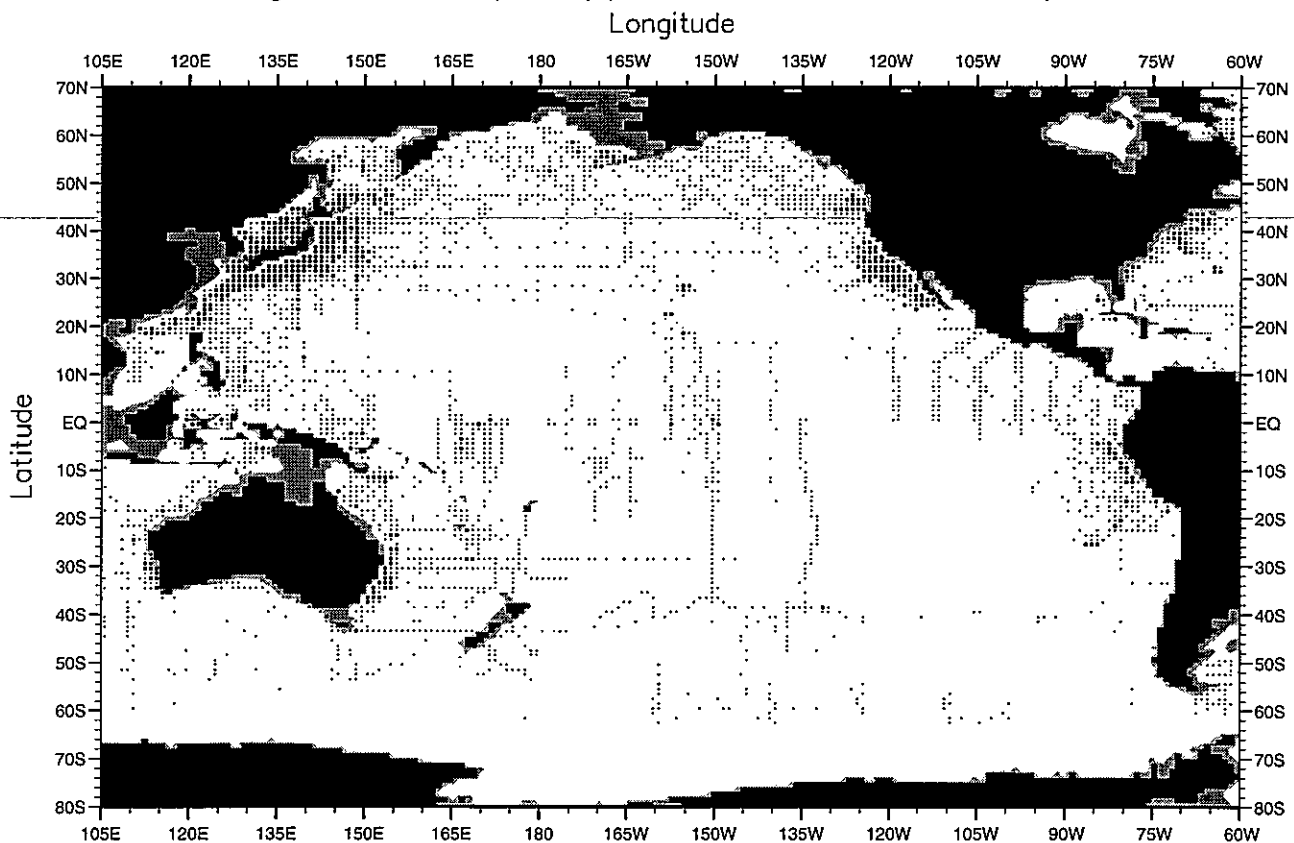 Longitude
105E 120E 135E 150E 165E 180 165W 150W 135W 120W 105W 90W 75W 60W
70N 70N
60N 60N
50N 50N
40N 40N
30N 30N
20N 20N
10N 10N
EQ EQ
10S 10S
20S 20S
30S 30S
40S 40S
50S 50S
60S 60S
70S 70S
80S 80S
Latitude
105E 120E 135E 150E 165E 180 165W 150W 135W 120W 105W 90W 75W 60W